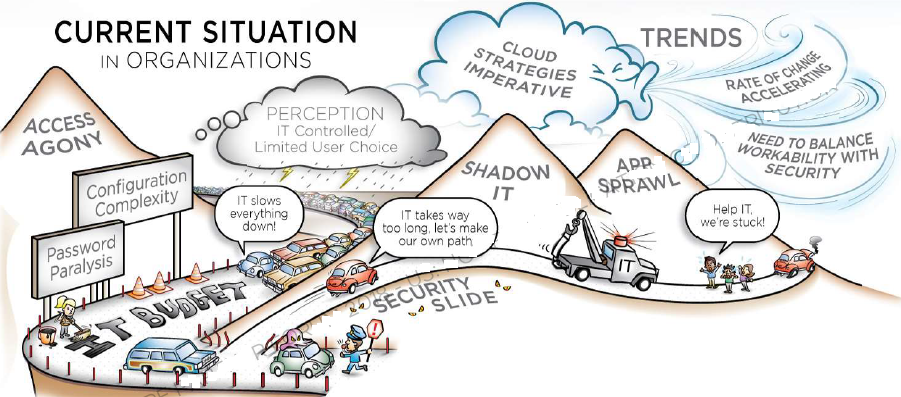 CURRENT SITUATION
IN ORGANIZATIONS
TRENDS
CLOUD
STRATEGIES
IMPERATIVE
RATE OF CHANGE
ACCELERATING
NEED TO BALANCE
WORKABILITY WITH
SECURITY
PERCEPTION
IT Controlled/
Limited User Choice
ACCESS
AGONY
SHADOW
IT
APP
SPRAWL
Configuration
Complexity
Password
Paralysis
IT slows
everything
down!
IT takes way
too long, let's make
our own path.
Help IT,
we're stuck!
IT
IT BUDGET
SECURITY
SLIDE
!